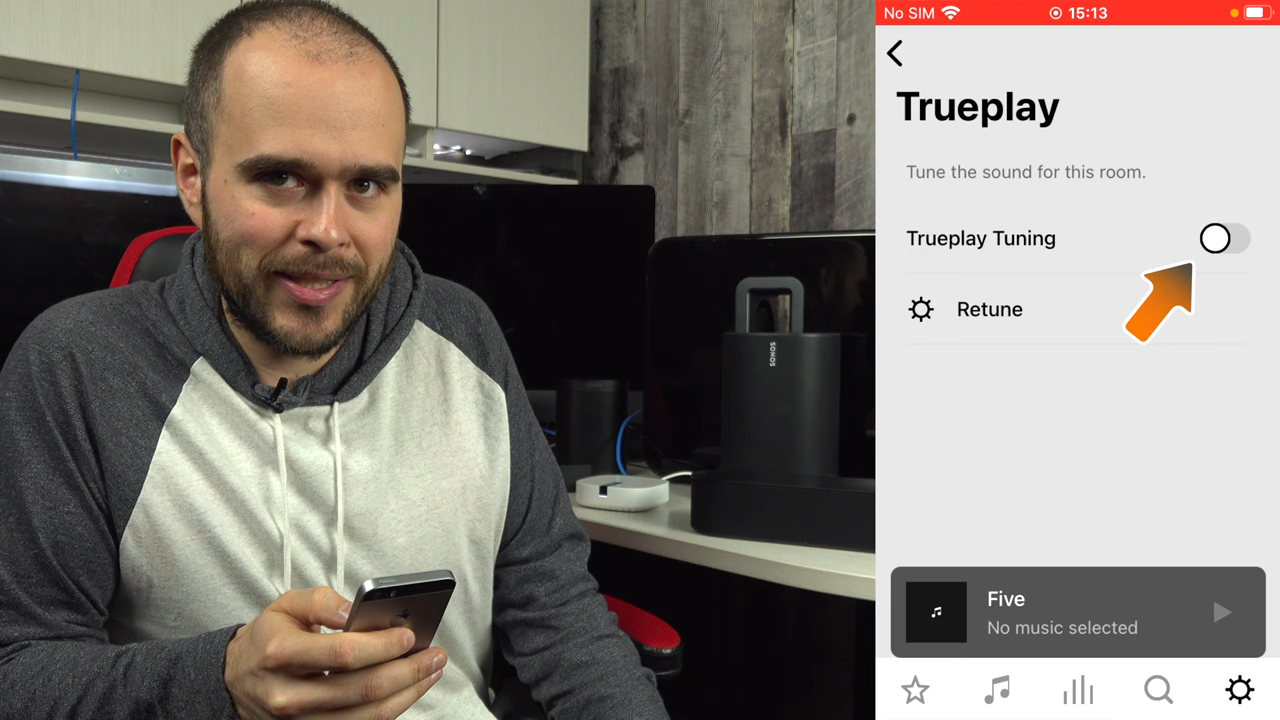 No SIM 15:13
Trueplay
Tune the sound for this room.
Trueplay Tuning
Retune
Five
No music selected
SONOS